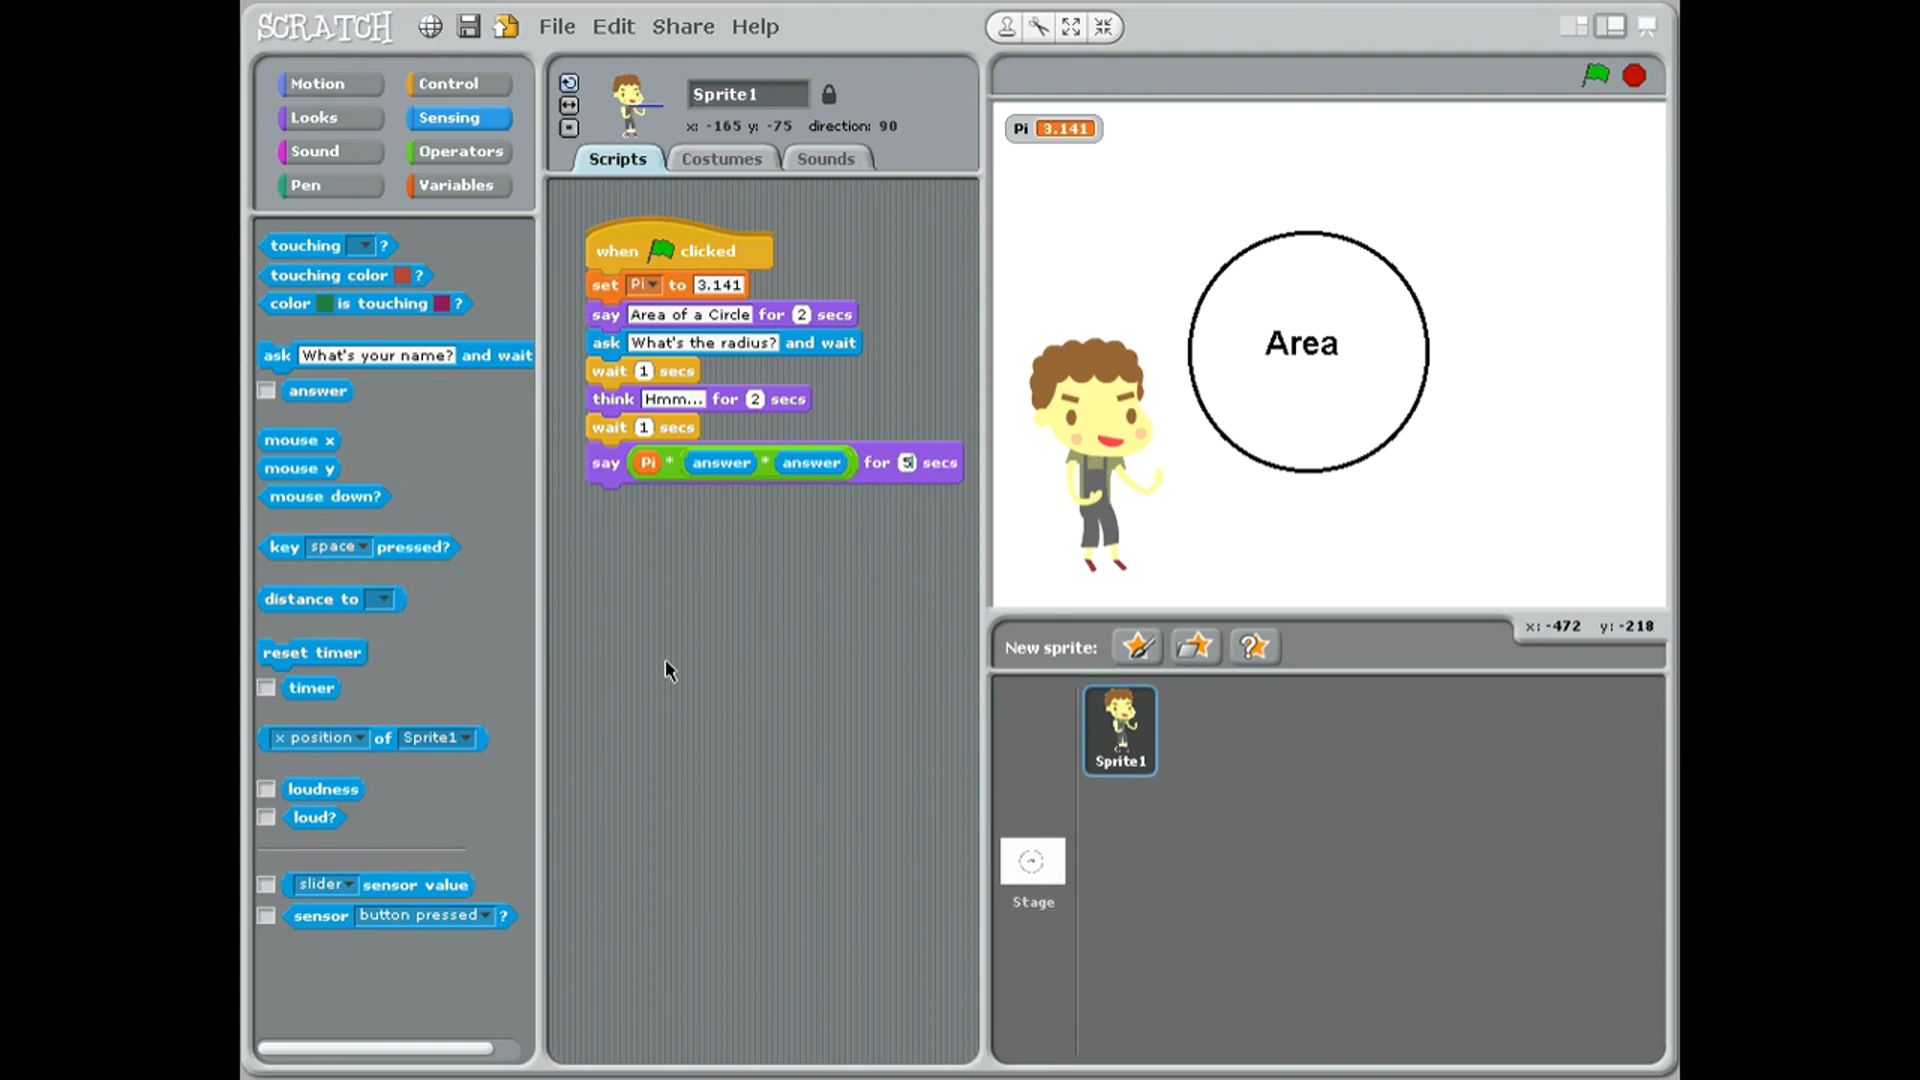 SCRATCH File Edit Share Help
Motion Control
Looks Sensing
Sound Operators
Pen Variables
touching ?
touching color ?
color is touching ?
ask What's your name? and wait
answer
mouse x
mouse y
mouse down?
key space pressed?
distance to
reset timer
timer
x position of Sprite1
loudness
loud?
slider sensor value
sensor button pressed ?
Sprite1
x: -165 y: -75 direction: 90
Scripts Costumes Sounds
when clicked
set Pi to 3.141
say Area of a Circle for 2 secs
ask What's the radius? and wait
wait 1 secs
think Hmm... for 2 secs
wait 1 secs
say Pi * answer * answer for 5 secs
Pi 3.141
Area
x: -472 y: -218
New sprite:
Sprite1
Stage